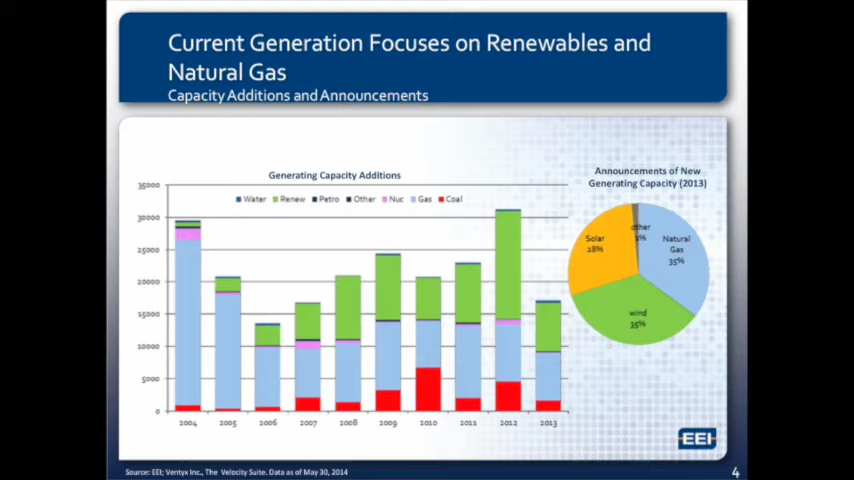 Current Generation Focuses on Renewables and
Natural Gas
Capacity Additions and Announcements
Generating Capacity Additions
35000
30000
25000
20000
15000
10000
5000
0
Water Renew Petro Other Nuc Gas Coal
2004 2005 2006 2007 2008 2009 2010 2011 2012 2013
Announcements of New
Generating Capacity (2013)
Solar
28%
other
Natural
Gas
35%
wind
35%
EEI
Source: EEI; Ventyx Inc., The Velocity Suite. Data as of May 30, 2014
4